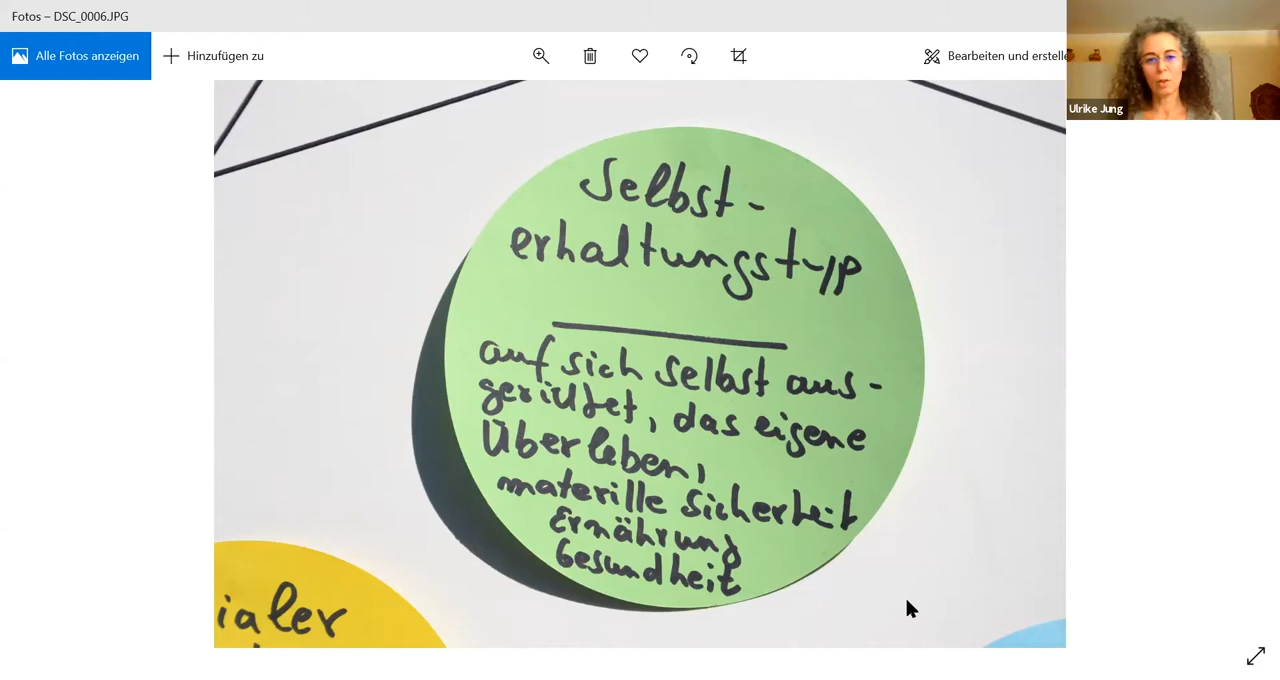 Fotos – DSC_0006.JPG
Alle Fotos anzeigen
Hinzufügen zu
Bearbeiten und erstelle
Ulrike Jung
Selbst-
erhaltungstyp
auf sich selbst aus-
gerichtet, das eigene
Überleben,
materille Sicherheit
Ernährung
Gesundheit
ialer